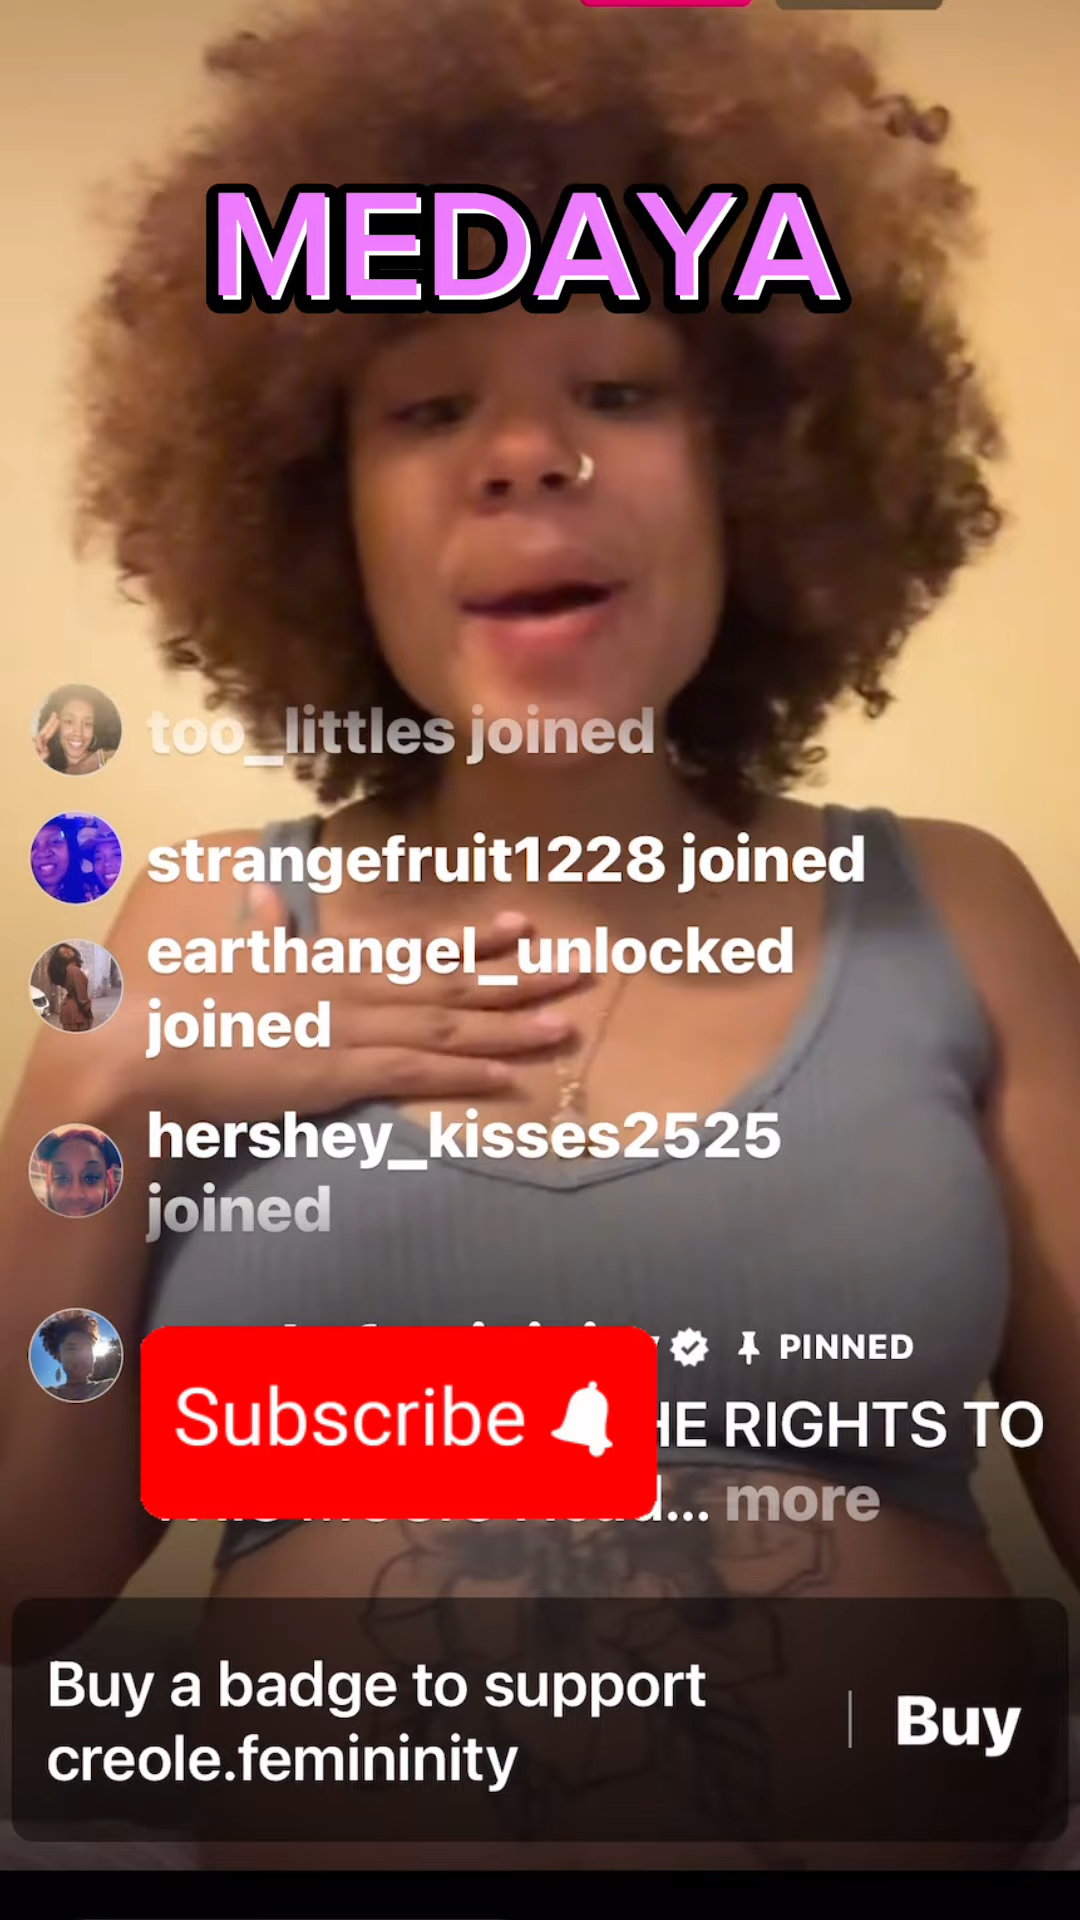 MEDAYA
too_littles joined
strangefruit1228 joined
earthangel_unlocked
joined
hershey_kisses2525
joined
PINNED
Subscribe
RIGHTS TO
... more
Buy a badge to support
creole.femininity
Buy